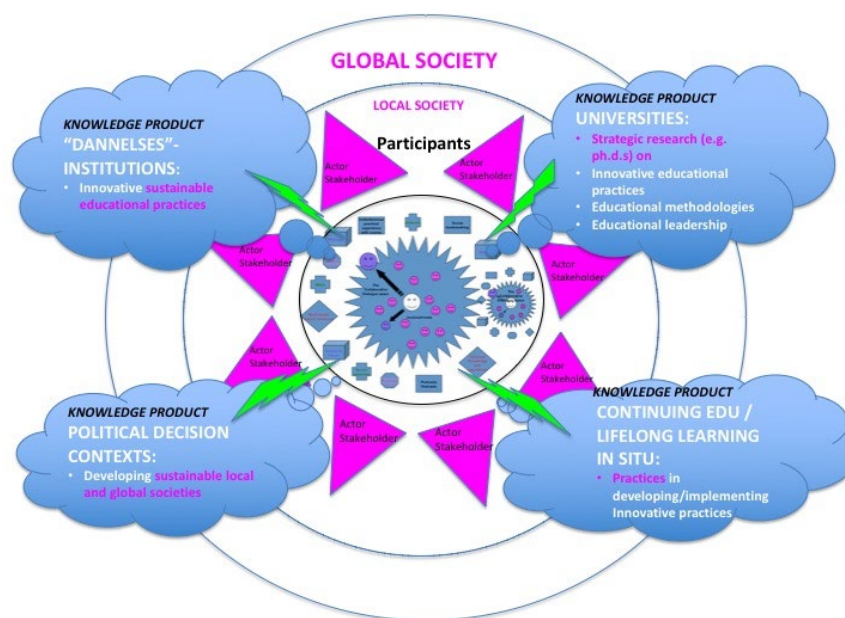 GLOBAL SOCIETY
LOCAL SOCIETY
Participants
KNOWLEDGE PRODUCT
“DANNELSES”-
INSTITUTIONS:
• Innovative sustainable
educational practices
KNOWLEDGE PRODUCT
UNIVERSITIES:
• Strategic research (e.g.
ph.d.s) on
• Innovative educational
practices
• Educational methodologies
• Educational leadership
Actor
Stakeholder
Actor
Stakeholder
Actor
Stakeholder
Actor
Stakeholder
Actor
Stakeholder
Actor
Stakeholder
Actor
Stakeholder
Actor
Stakeholder
KNOWLEDGE PRODUCT
POLITICAL DECISION
CONTEXTS:
• Developing sustainable local
and global societies
KNOWLEDGE PRODUCT
CONTINUING EDU /
LIFELONG LEARNING
IN SITU:
• Practices in
developing/implementing
Innovative practices